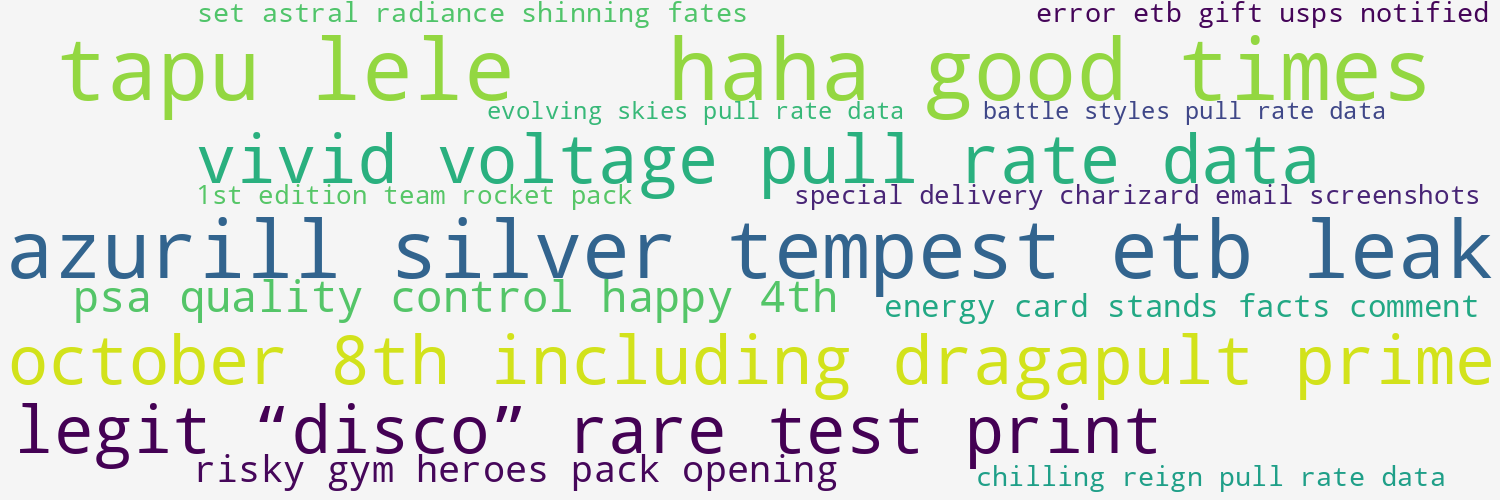 set astral radiance shinning fates
error etb gift usps notified
tapu lele
haha good times
evolving skies pull rate data
battle styles pull rate data
vivid voltage pull rate data
1st edition team rocket pack
special delivery charizard email screenshots
azurill silver tempest etb leak
psa quality control happy 4th
energy card stands facts comment
october 8th including dragapult prime
legit “disco” rare test print
risky gym heroes pack opening
chilling reign pull rate data